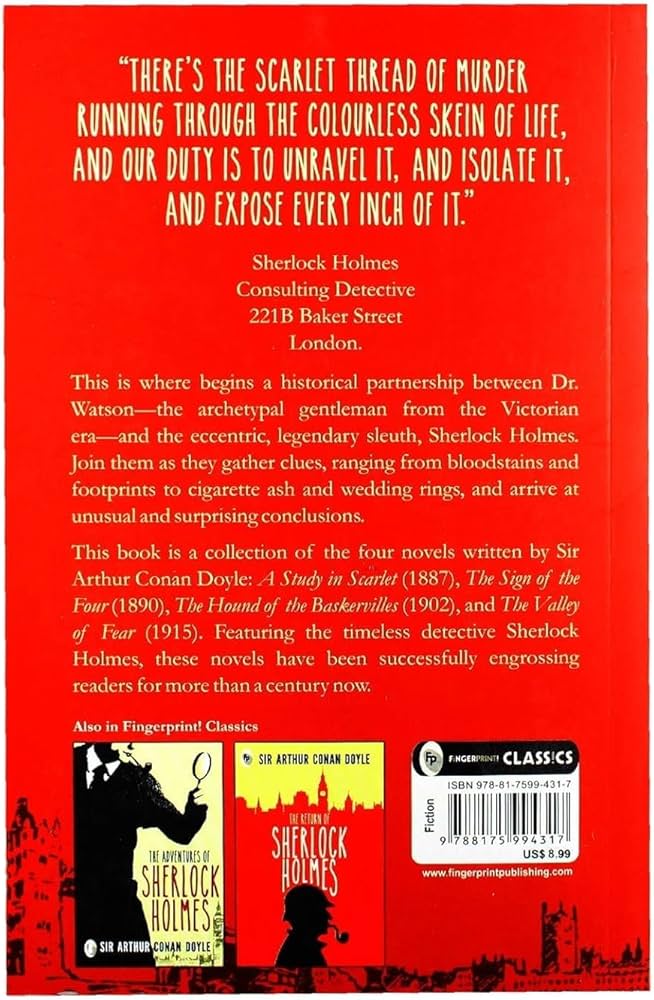 “THERE’S THE SCARLET THREAD OF MURDER
RUNNING THROUGH THE COLOURLESS SKEIN OF LIFE,
AND OUR DUTY IS TO UNRAVEL IT, AND ISOLATE IT,
AND EXPOSE EVERY INCH OF IT.”
Sherlock Holmes
Consulting Detective
221B Baker Street
London.
This is where begins a historical partnership between Dr.
Watson—the archetypal gentleman from the Victorian
era—and the eccentric, legendary sleuth, Sherlock Holmes.
Join them as they gather clues, ranging from bloodstains and
footprints to cigarette ash and wedding rings, and arrive at
unusual and surprising conclusions.
This book is a collection of the four novels written by Sir
Arthur Conan Doyle: A Study in Scarlet (1887), The Sign of the
Four (1890), The Hound of the Baskervilles (1902), and The Valley
of Fear (1915). Featuring the timeless detective Sherlock
Holmes, these novels have been successfully engrossing
readers for more than a century now.
Also in Fingerprint! Classics
THE ADVENTURES OF
SHERLOCK
HOLMES
SIR ARTHUR CONAN DOYLE
SIR ARTHUR CONAN DOYLE
THE RETURN OF
SHERLOCK
HOLMES
FP FINGERPRINT! CLASS!CS
ISBN 978-81-7599-431-7
Fiction
9 788175 994317
US$ 8.99
www.fingerprintpublishing.com